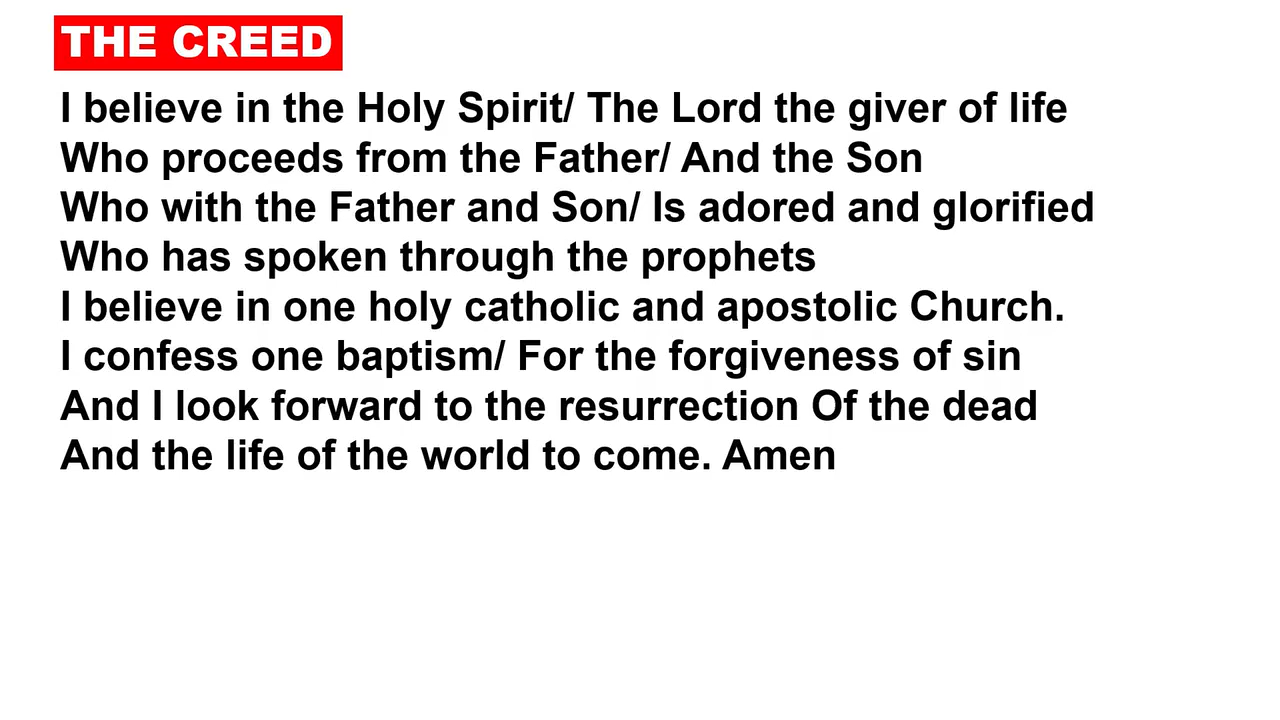 THE CREED
I believe in the Holy Spirit/ The Lord the giver of life
Who proceeds from the Father/ And the Son
Who with the Father and Son/ Is adored and glorified
Who has spoken through the prophets
I believe in one holy catholic and apostolic Church.
I confess one baptism/ For the forgiveness of sin
And I look forward to the resurrection Of the dead
And the life of the world to come. Amen